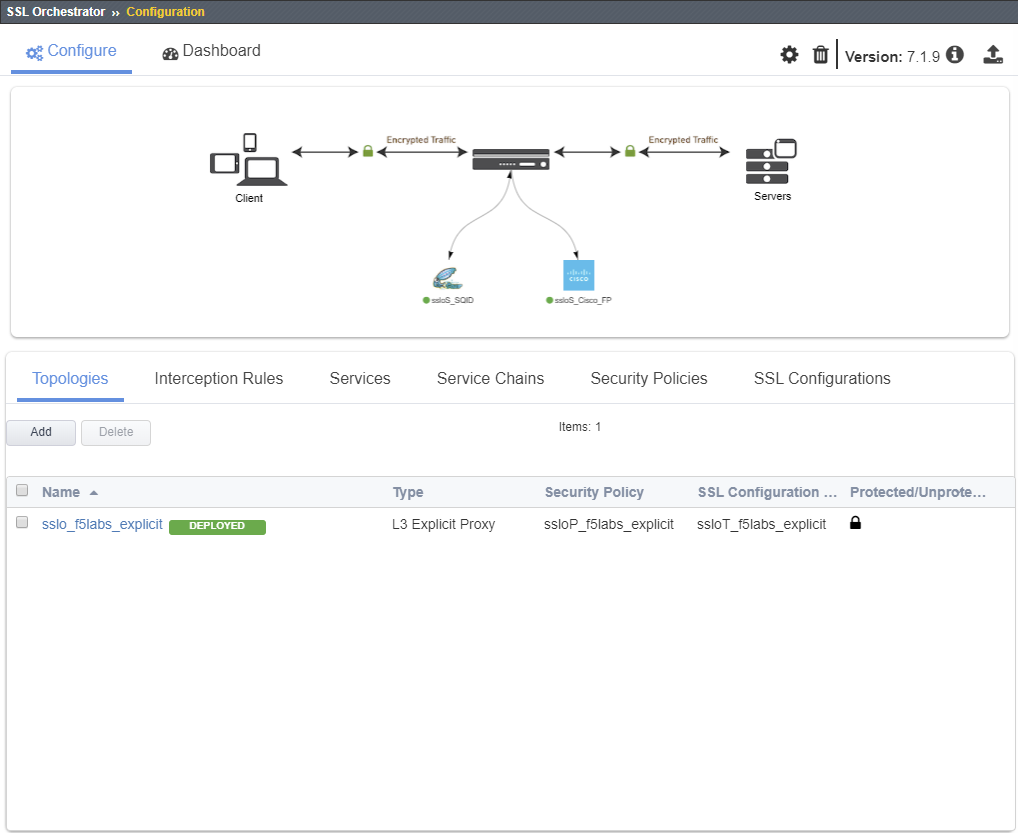 SSL Orchestrator ›› Configuration
Configure
Dashboard
Version: 7.1.9
Encrypted Traffic
Encrypted Traffic
Client
Servers
CISCO
ssloS_SQID
ssloS_Cisco_FP
Topologies
Interception Rules
Services
Service Chains
Security Policies
SSL Configurations
Add
Delete
Items: 1
Name
Type
Security Policy
SSL Configuration ...
Protected/Unprote...
sslo_f5labs_explicit
DEPLOYED
L3 Explicit Proxy
ssloP_f5labs_explicit
ssloT_f5labs_explicit